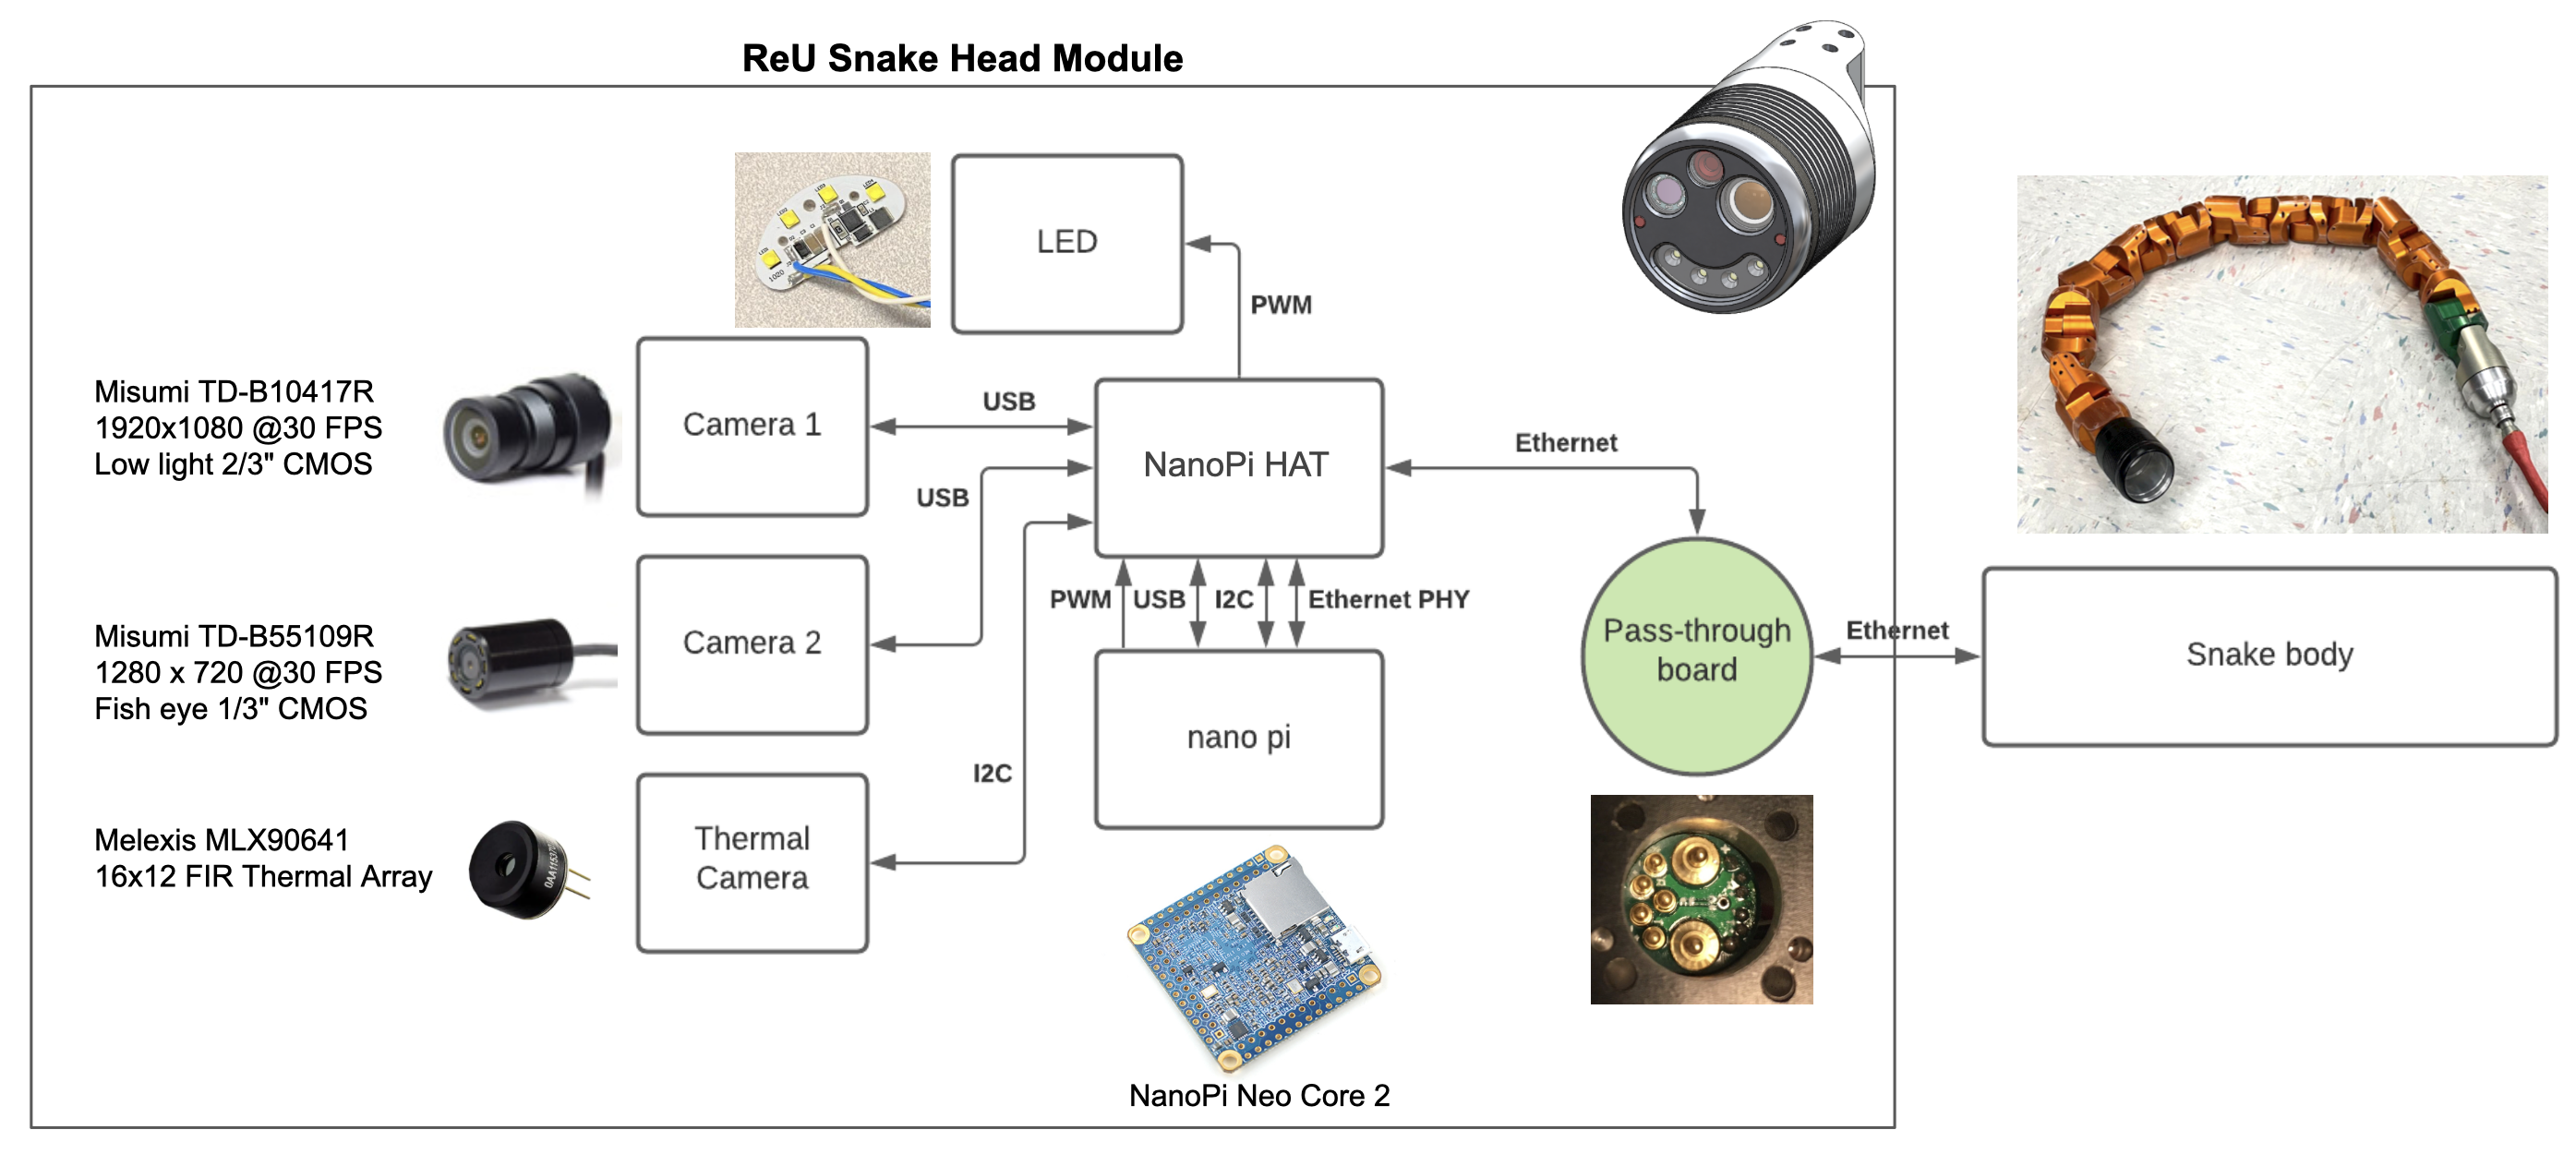 ReU Snake Head Module
LED
PWM
Misumi TD-B10417R
1920x1080 @30 FPS
Low light 2/3" CMOS
Camera 1
USB
NanoPi HAT
Ethernet
USB
PWM
USB
I2C
Ethernet PHY
Misumi TD-B55109R
1280 x 720 @30 FPS
Fish eye 1/3" CMOS
Camera 2
Pass-through
board
Ethernet
Snake body
nano pi
I2C
Melexis MLX90641
16x12 FIR Thermal Array
Thermal
Camera
NanoPi Neo Core 2